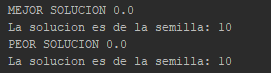 MEJOR SOLUCION 0.0
La solucion es de la semilla: 10
PEOR SOLUCION 0.0
La solucion es de la semilla: 10